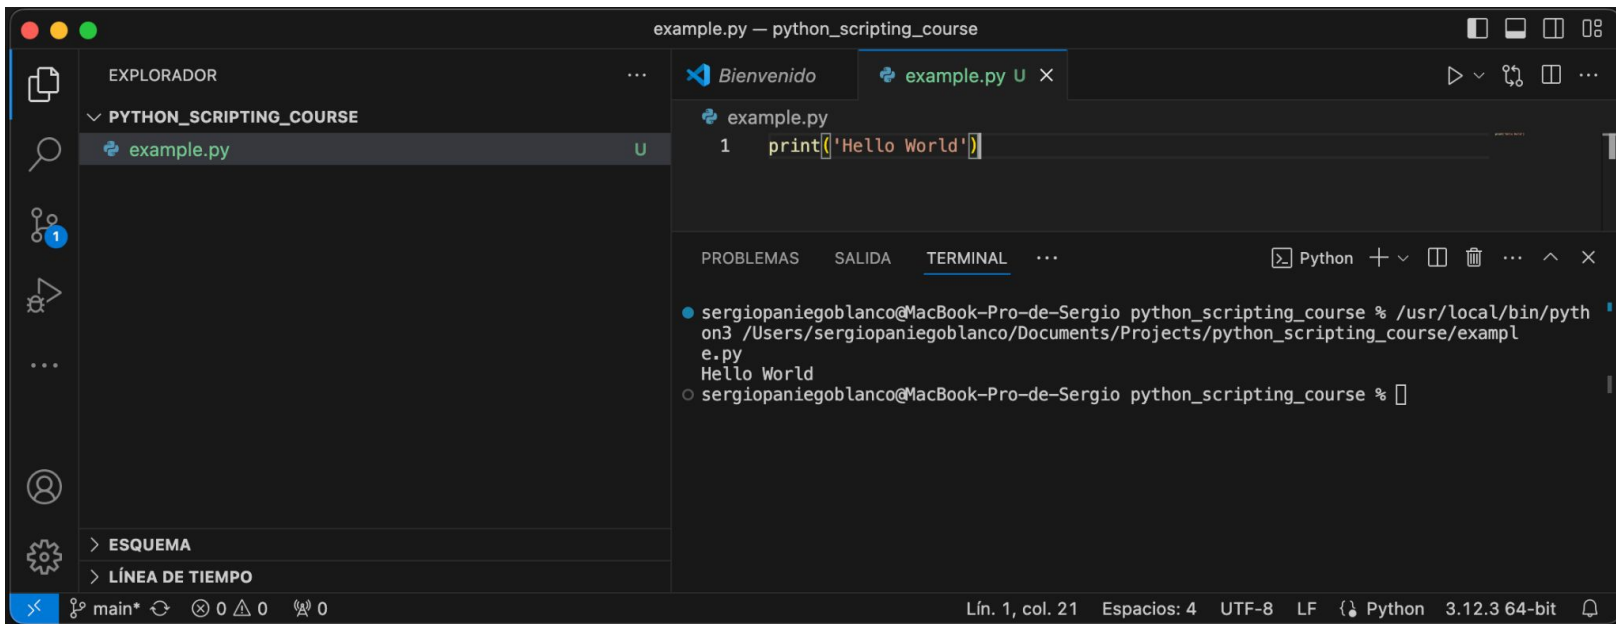 example.py — python_scripting_course
EXPLORADOR
PYTHON_SCRIPTING_COURSE
example.py U
1
ESQUEMA
LÍNEA DE TIEMPO
Bienvenido
example.py U
example.py
1 print('Hello World')
PROBLEMAS SALIDA TERMINAL
Python
sergiopaniegoblanco@MacBook-Pro-de-Sergio python_scripting_course % /usr/local/bin/pyth
on3 /Users/sergiopaniegoblanco/Documents/Projects/python_scripting_course/exampl
e.py
Hello World
sergiopaniegoblanco@MacBook-Pro-de-Sergio python_scripting_course %
main* 0 0 0 Lín. 1, col. 21 Espacios: 4 UTF-8 LF Python 3.12.3 64-bit